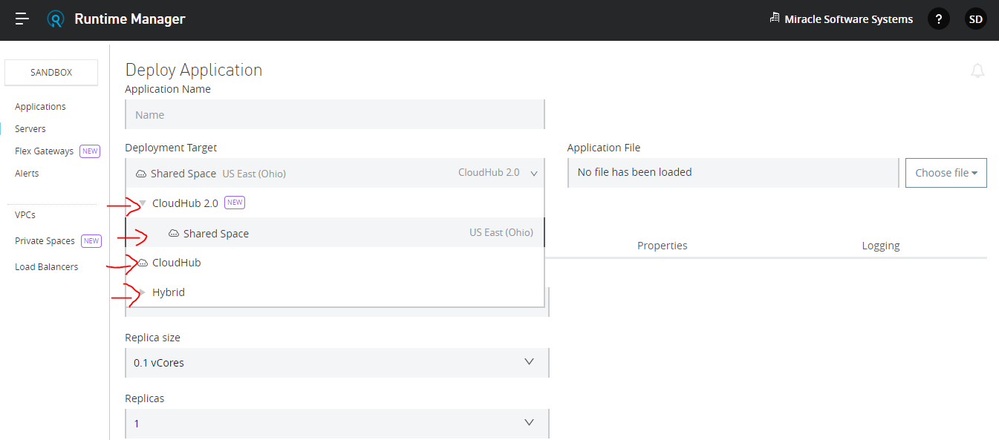 Runtime Manager
Miracle Software Systems
?
SD
SANDBOX
Applications
Servers
Flex Gateways NEW
Alerts
VPCs
Private Spaces NEW
Load Balancers
Deploy Application
Application Name
Name
Deployment Target
Shared Space US East (Ohio) CloudHub 2.0
CloudHub 2.0 NEW
Shared Space US East (Ohio)
CloudHub
Hybrid
Application File
No file has been loaded
Choose file
Properties
Logging
Replica size
0.1 vCores
Replicas
1